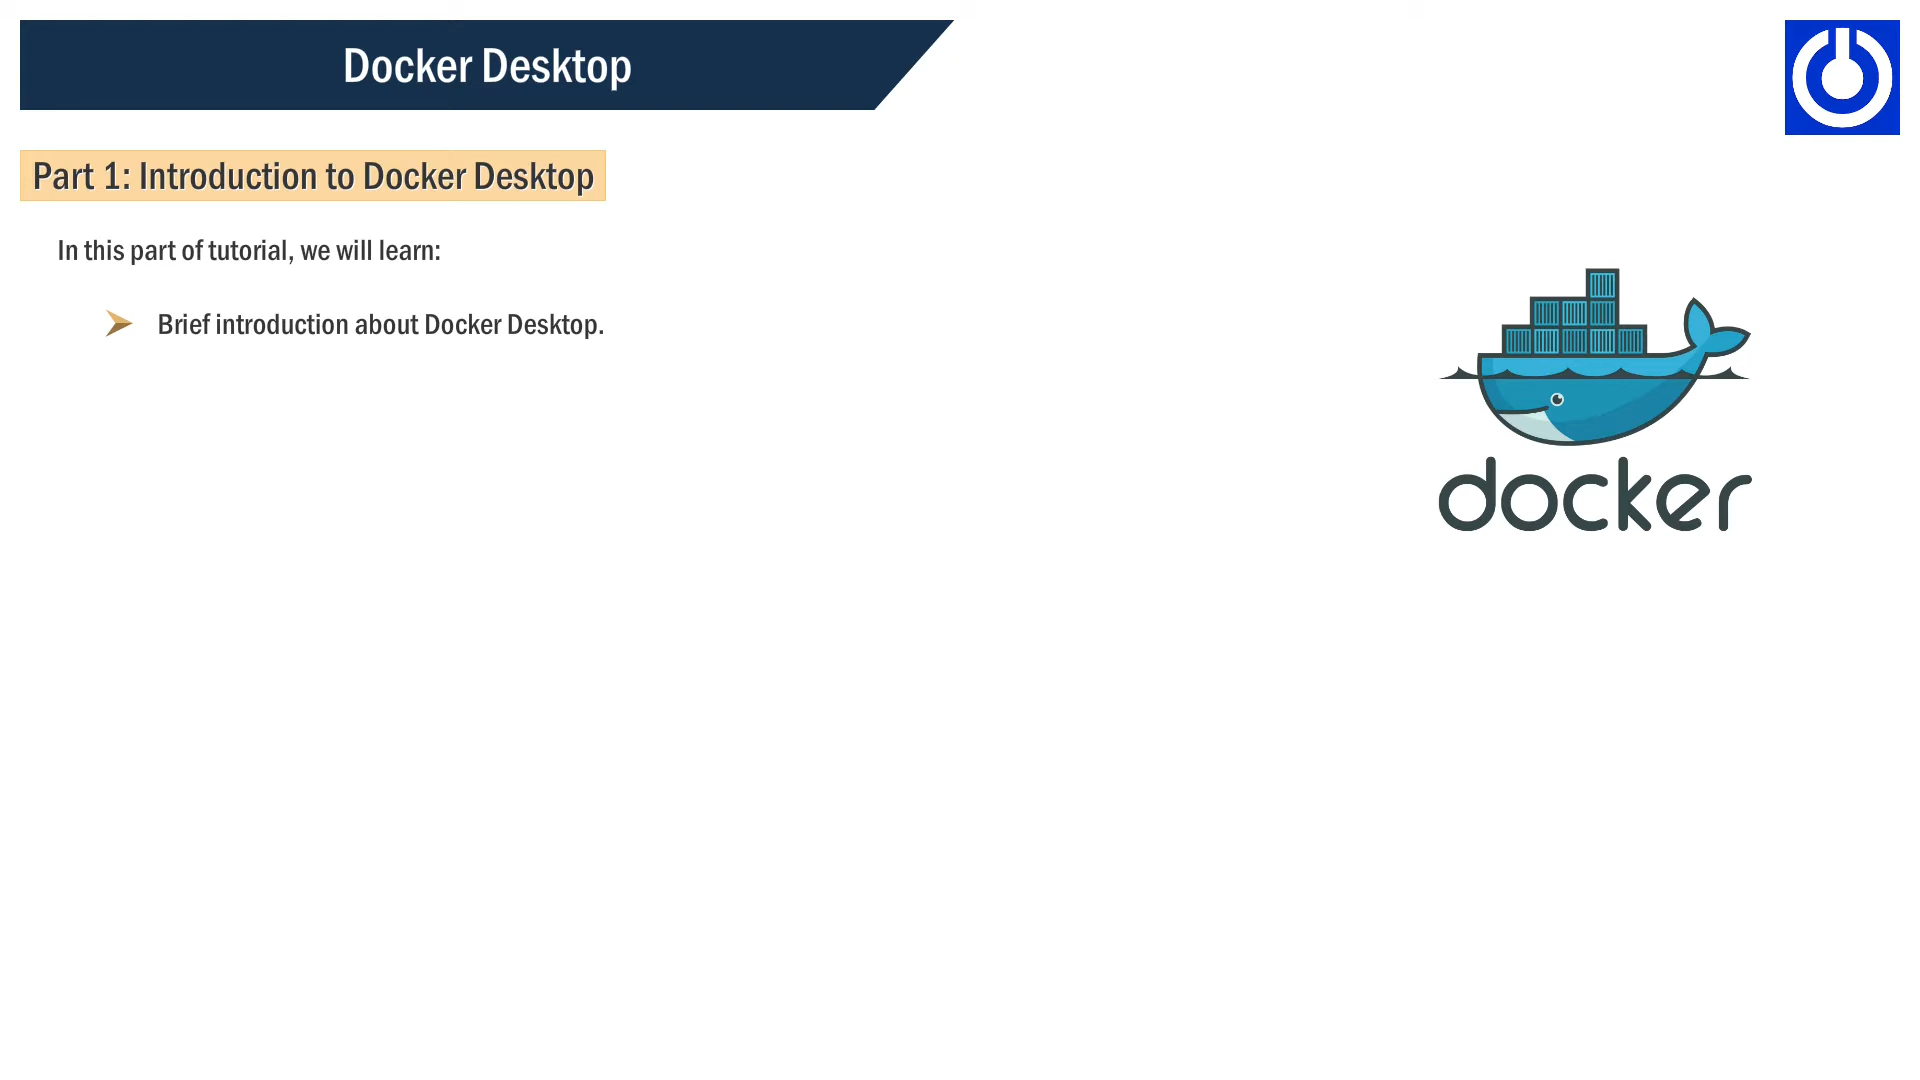 Docker Desktop
Part 1: Introduction to Docker Desktop
In this part of tutorial, we will learn:
Brief introduction about Docker Desktop.
docker